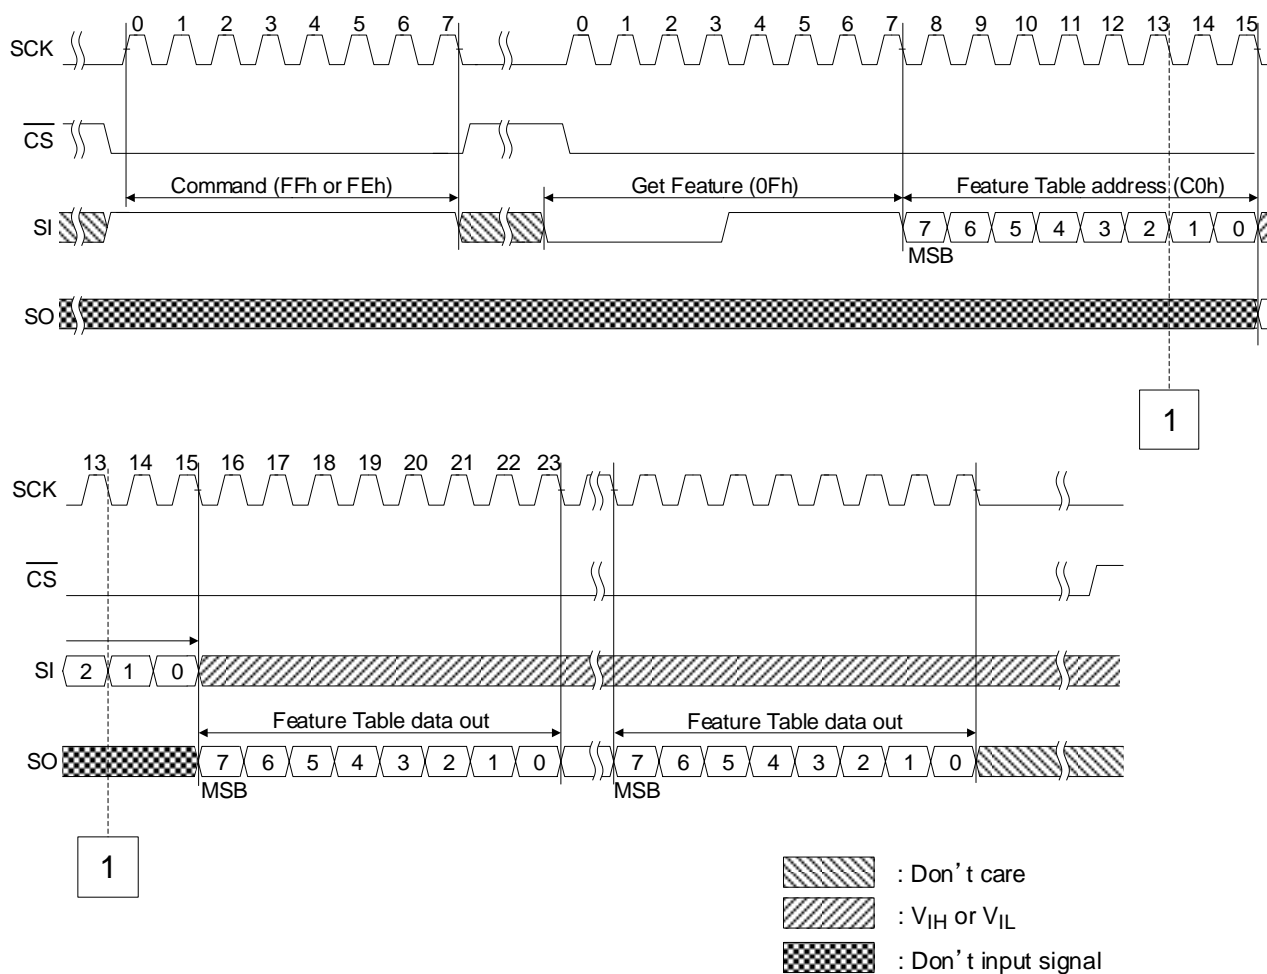 0 1 2 3 4 5 6 7 0 1 2 3 4 5 6 7 8 9 10 11 12 13 14 15
SCK
CS
Command (FFh or FEh) Get Feature (0Fh) Feature Table address (C0h)
SI 7 6 5 4 3 2 1 0
MSB
SO
1
13 14 15 16 17 18 19 20 21 22 23
SCK
CS
SI 2 1 0
Feature Table data out Feature Table data out
SO 7 6 5 4 3 2 1 0 7 6 5 4 3 2 1 0
MSB MSB
1
: Don't care
: VIH or VIL
: Don't input signal